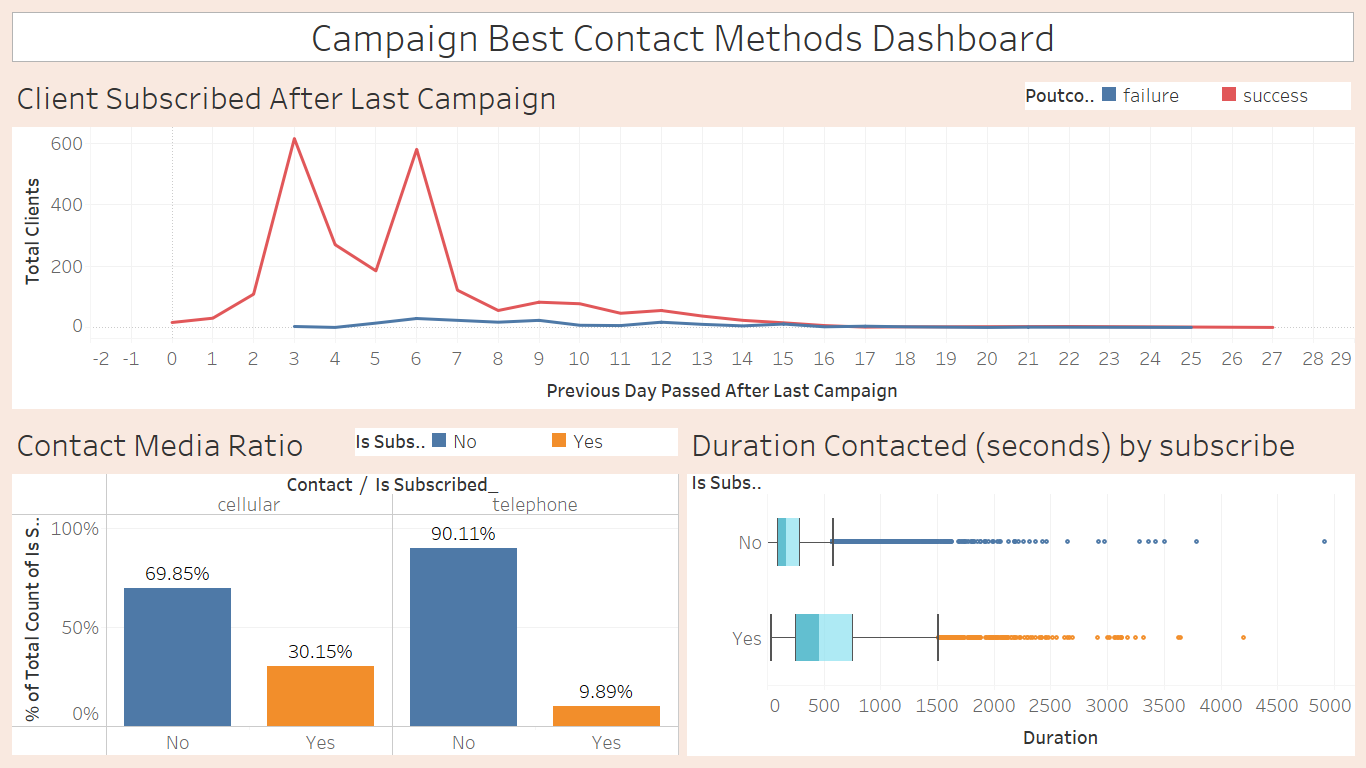 Campaign Best Contact Methods Dashboard
Client Subscribed After Last Campaign
Poutco.. failure success
Total Clients
600
400
200
0
-2 -1 0 1 2 3 4 5 6 7 8 9 10 11 12 13 14 15 16 17 18 19 20 21 22 23 24 25 26 27 28 29
Previous Day Passed After Last Campaign
Contact Media Ratio
Is Subs.. No Yes
Contact / Is Subscribed_
cellular telephone
% of Total Count of Is S..
100%
50%
0%
69.85%
30.15%
90.11%
9.89%
No Yes No Yes
Duration Contacted (seconds) by subscribe
Is Subs..
No
Yes
0 500 1000 1500 2000 2500 3000 3500 4000 4500 5000
Duration